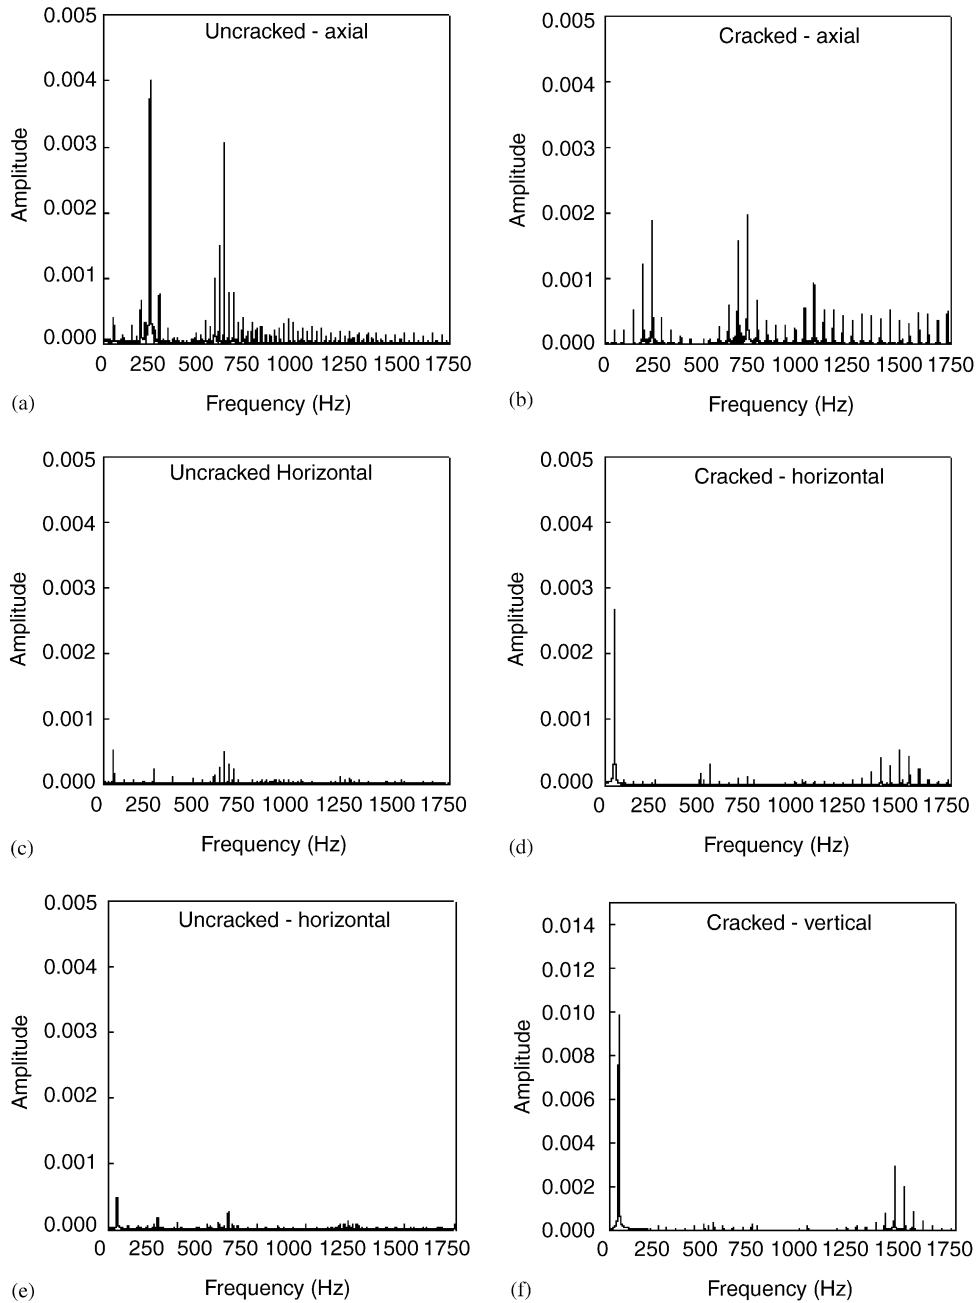 Uncracked - axial
0.005
0.004
0.003
0.002
0.001
0.000
Amplitude
0 250 500 750 1000 1250 1500 1750
Frequency (Hz)
(a)
Cracked - axial
0.005
0.004
0.003
0.002
0.001
0.000
Amplitude
0 250 500 750 1000 1250 1500 1750
Frequency (Hz)
(b)
Uncracked Horizontal
0.005
0.004
0.003
0.002
0.001
0.000
Amplitude
0 250 500 750 1000 1250 1500 1750
Frequency (Hz)
(c)
Cracked - horizontal
0.005
0.004
0.003
0.002
0.001
0.000
Amplitude
0 250 500 750 1000 1250 1500 1750
Frequency (Hz)
(d)
Uncracked - horizontal
0.005
0.004
0.003
0.002
0.001
0.000
Amplitude
0 250 500 750 1000 1250 1500 1750
Frequency (Hz)
(e)
Cracked - vertical
0.014
0.012
0.010
0.008
0.006
0.004
0.002
0.000
Amplitude
0 250 500 750 1000 1250 1500 1750
Frequency (Hz)
(f)